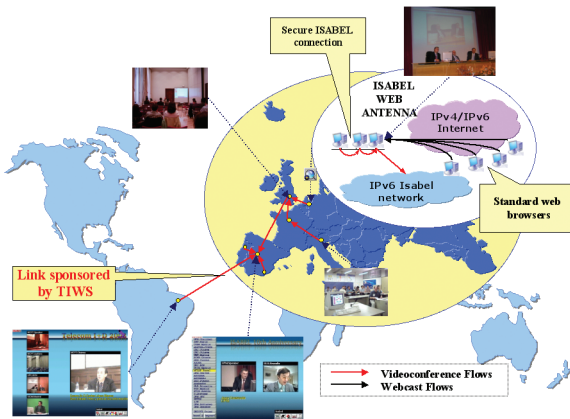 Secure ISABEL
connection
ISABEL
WEB
ANTENNA
IPv4/IPv6
Internet
IPv6 Isabel
network
Standard web
browsers
Link sponsored
by TIWS
Videoconference Flows
Webcast Flows